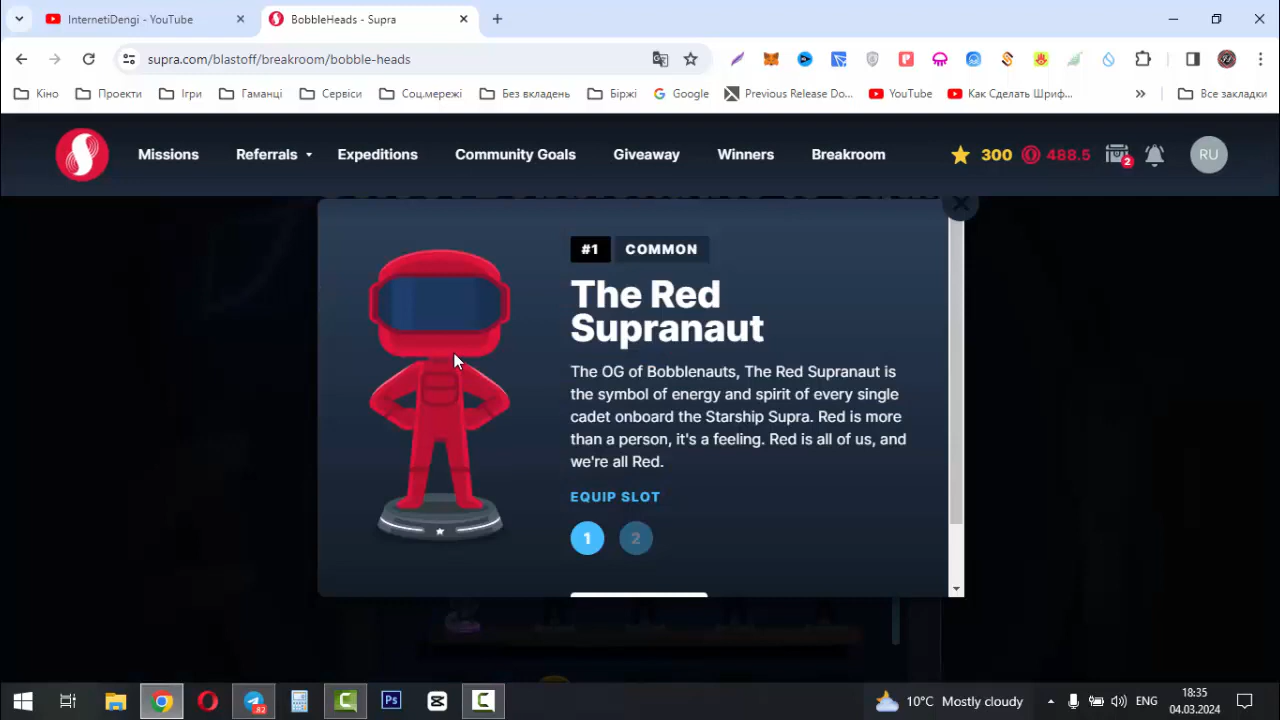 InternetiDengi - YouTube
BobbleHeads - Supra
supra.com/blastoff/breakroom/bobble-heads
Кіно
Проекти
Ігри
Гаманці
Сервіси
Соц.мережі
Без вкладень
Біржі
Google
Previous Release Do...
YouTube
Как Сделать Шриф...
Все закладки
Missions
Referrals
Expeditions
Community Goals
Giveaway
Winners
Breakroom
300
488.5
2
RU
#1
COMMON
The Red
Supranaut
The OG of Bobblenauts, The Red Supranaut is
the symbol of energy and spirit of every single
cadet onboard the Starship Supra. Red is more
than a person, it's a feeling. Red is all of us, and
we're all Red.
EQUIP SLOT
1
2
82
Ps
10°C Mostly cloudy
ENG
18:35
04.03.2024